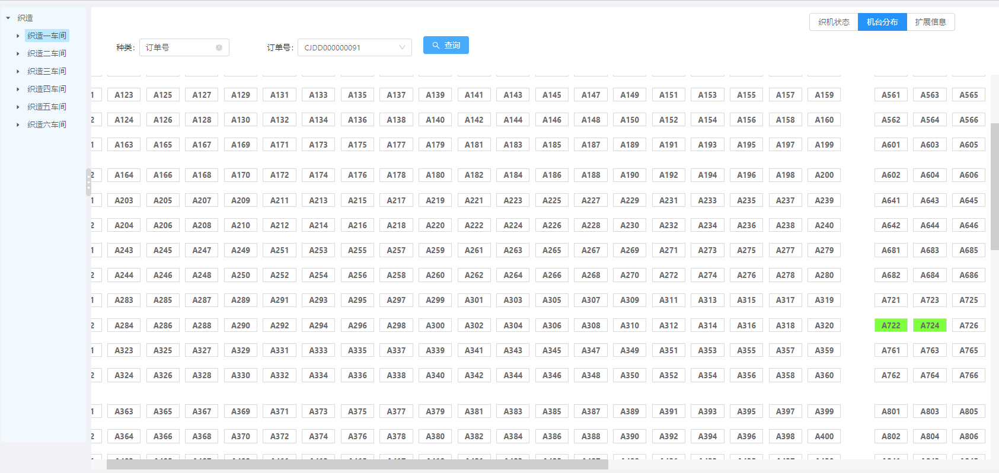 织造
织造一车间
织造二车间
织造三车间
织造四车间
织造五车间
织造六车间
织机状态 机台分布 扩展信息
种类: 订单号 订单号: CJDD000000091 查询
1 A123 A125 A127 A129 A131 A133 A135 A137 A139 A141 A143 A145 A147 A149 A151 A153 A155 A157 A159 A561 A563 A565
2 A124 A126 A128 A130 A132 A134 A136 A138 A140 A142 A144 A146 A148 A150 A152 A154 A156 A158 A160 A562 A564 A566
1 A163 A165 A167 A169 A171 A173 A175 A177 A179 A181 A183 A185 A187 A189 A191 A193 A195 A197 A199 A601 A603 A605
2 A164 A166 A168 A170 A172 A174 A176 A178 A180 A182 A184 A186 A188 A190 A192 A194 A196 A198 A200 A602 A604 A606
1 A203 A205 A207 A209 A211 A213 A215 A217 A219 A221 A223 A225 A227 A229 A231 A233 A235 A237 A239 A641 A643 A645
2 A204 A206 A208 A210 A212 A214 A216 A218 A220 A222 A224 A226 A228 A230 A232 A234 A236 A238 A240 A642 A644 A646
1 A243 A245 A247 A249 A251 A253 A255 A257 A259 A261 A263 A265 A267 A269 A271 A273 A275 A277 A279 A681 A683 A685
2 A244 A246 A248 A250 A252 A254 A256 A258 A260 A262 A264 A266 A268 A270 A272 A274 A276 A278 A280 A682 A684 A686
1 A283 A285 A287 A289 A291 A293 A295 A297 A299 A301 A303 A305 A307 A309 A311 A313 A315 A317 A319 A721 A723 A725
2 A284 A286 A288 A290 A292 A294 A296 A298 A300 A302 A304 A306 A308 A310 A312 A314 A316 A318 A320 A722 A724 A726
1 A323 A325 A327 A329 A331 A333 A335 A337 A339 A341 A343 A345 A347 A349 A351 A353 A355 A357 A359 A761 A763 A765
2 A324 A326 A328 A330 A332 A334 A336 A338 A340 A342 A344 A346 A348 A350 A352 A354 A356 A358 A360 A762 A764 A766
1 A363 A365 A367 A369 A371 A373 A375 A377 A379 A381 A383 A385 A387 A389 A391 A393 A395 A397 A399 A801 A803 A805
2 A364 A366 A368 A370 A372 A374 A376 A378 A380 A382 A384 A386 A388 A390 A392 A394 A396 A398 A400 A802 A804 A806